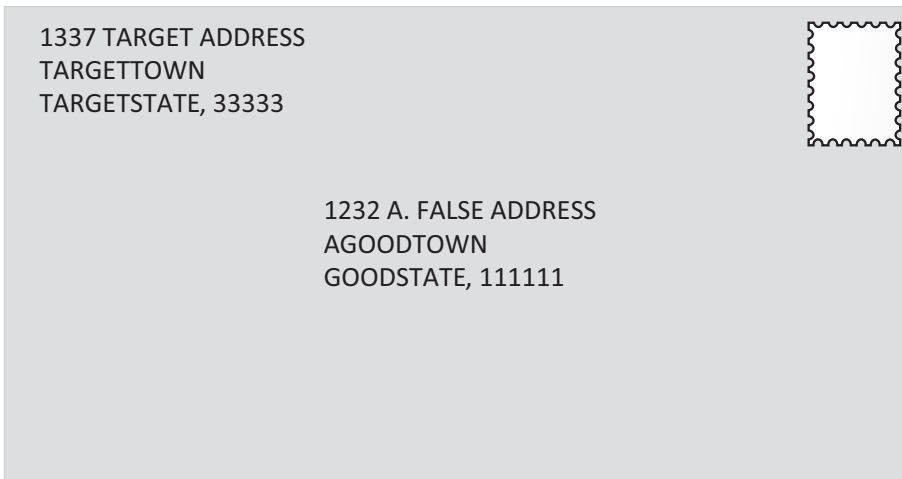 1337 TARGET ADDRESS
TARGETTOWN
TARGETSTATE, 33333
1232 A. FALSE ADDRESS
AGOODTOWN
GOODSTATE, 111111